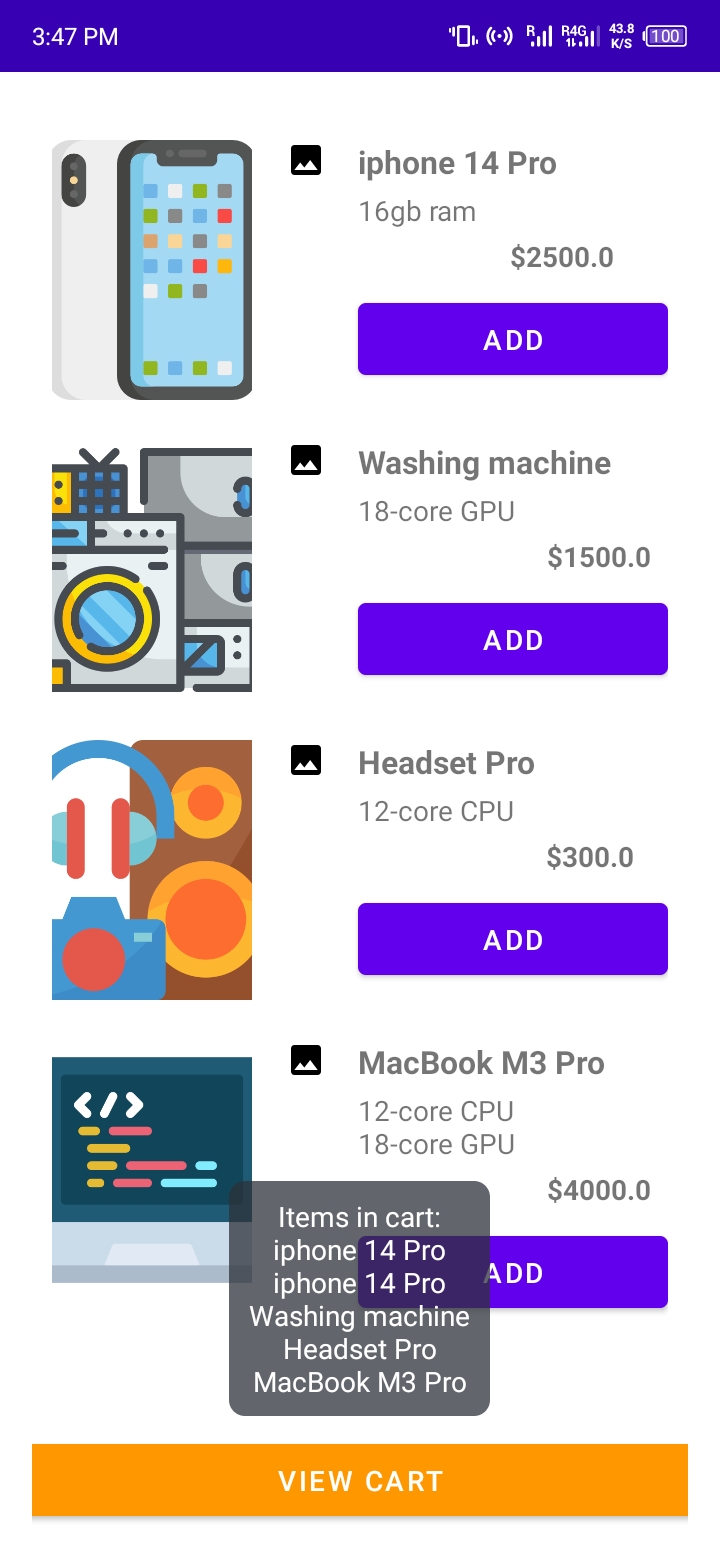 3:47 PM
R R4G 43.8 K/S 100
iphone 14 Pro
16gb ram
$2500.0
ADD
Washing machine
18-core GPU
$1500.0
ADD
Headset Pro
12-core CPU
$300.0
ADD
</>
MacBook M3 Pro
12-core CPU
18-core GPU
$4000.0
ADD
Items in cart:
iphone 14 Pro
iphone 14 Pro
Washing machine
Headset Pro
MacBook M3 Pro
VIEW CART